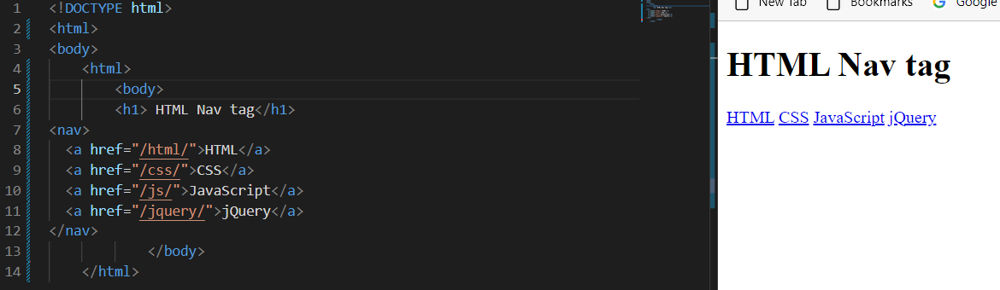 1 <!DOCTYPE html>
2 <html>
3 <body>
4 <html>
5 <body>
6 <h1> HTML Nav tag</h1>
7 <nav>
8 <a href="/html/">HTML</a>
9 <a href="/css/">CSS</a>
10 <a href="/js/">JavaScript</a>
11 <a href="/jquery/">jQuery</a>
12 </nav>
13 </body>
14 </html>
New Tab Bookmarks Google
HTML Nav tag
HTML CSS JavaScript jQuery